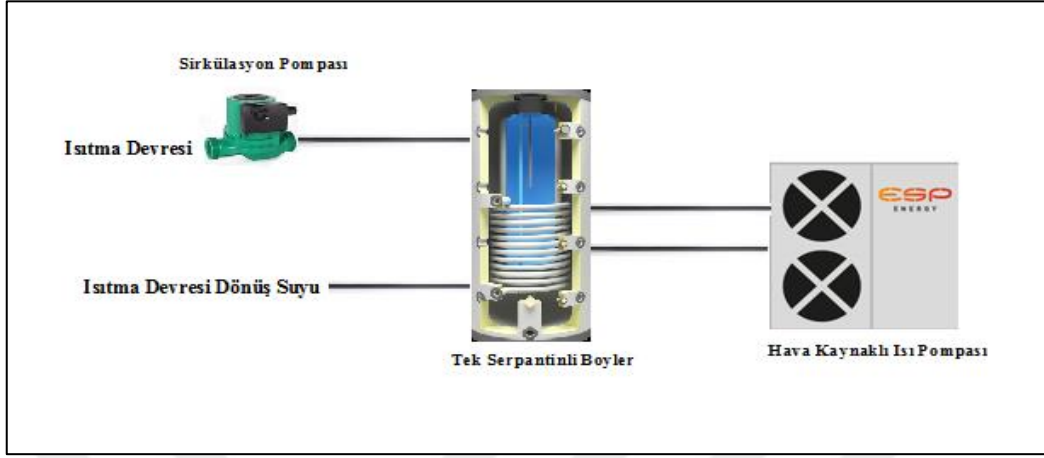 Sirkülasyon Pompası
Isıtma Devresi
ESP
ENERGY
Isıtma Devresi Dönüş Suyu
Tek Serpantinli Boyler
Hava Kaynaklı Isı Pompası